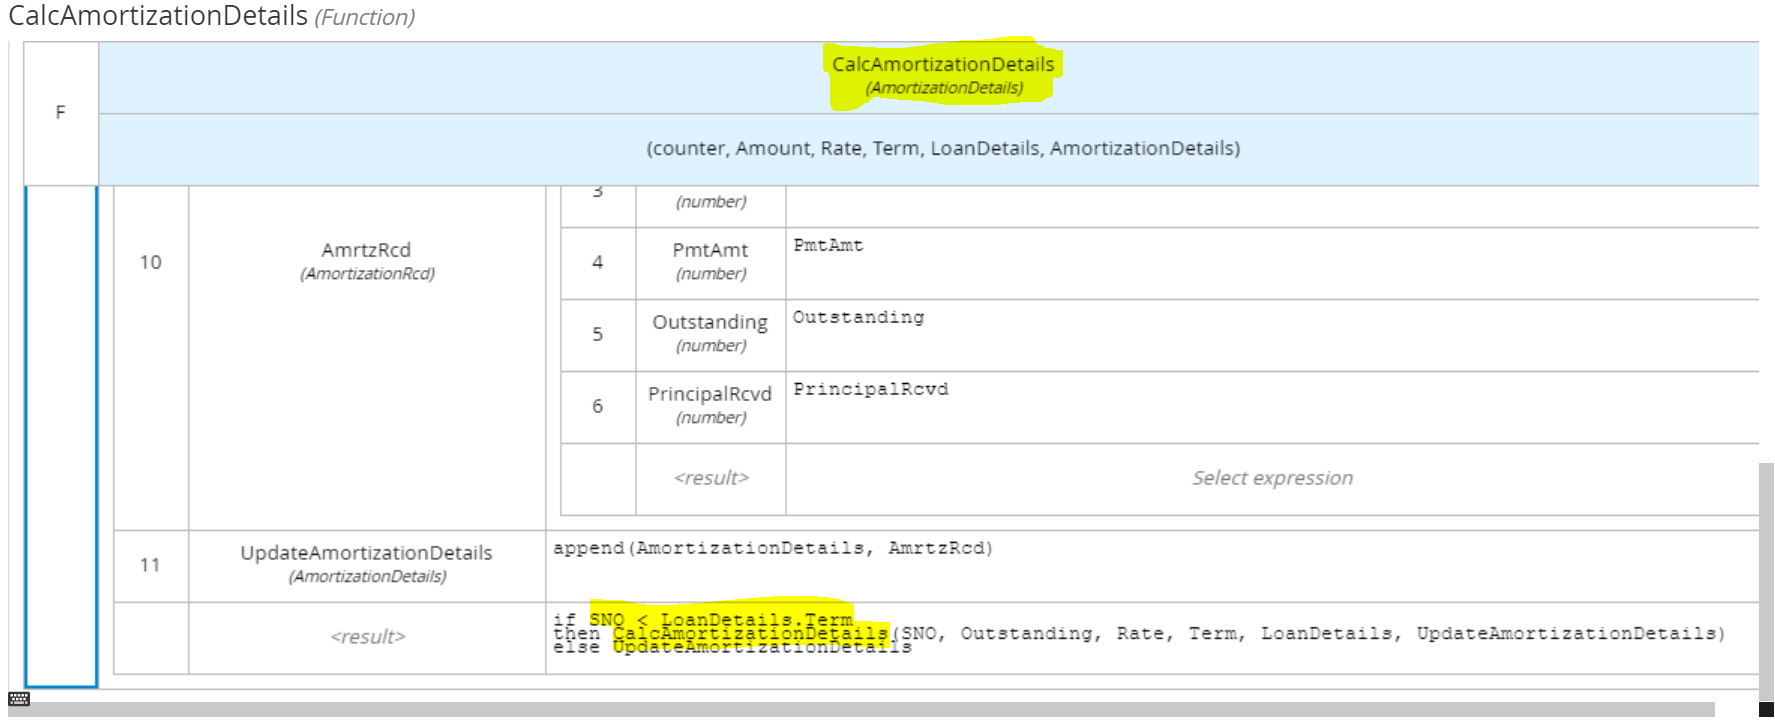 CalcAmortizationDetails (Function)
F
CalcAmortizationDetails
(AmortizationDetails)
(counter, Amount, Rate, Term, LoanDetails, AmortizationDetails)
10
AmrtzRcd
(AmortizationRcd)
3
(number)
4
PmtAmt
(number)
PmtAmt
5
Outstanding
(number)
Outstanding
6
PrincipalRcvd
(number)
PrincipalRcvd
<result>
Select expression
11
UpdateAmortizationDetails
(AmortizationDetails)
append(AmortizationDetails, AmrtzRcd)
<result>
if SNO < LoanDetails.Term
then CalcAmortizationDetails(SNO, Outstanding, Rate, Term, LoanDetails, UpdateAmortizationDetails)
else UpdateAmortizationDetails